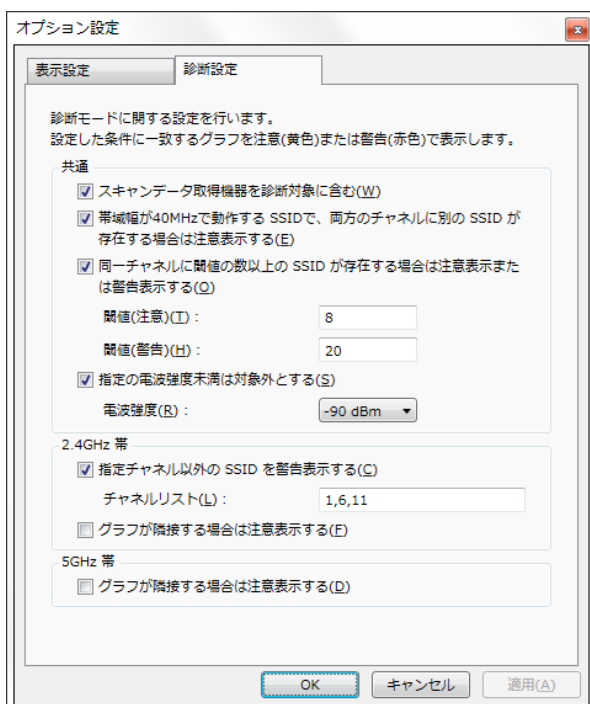 オプション設定
表示設定
診断設定
診断モードに関する設定を行います。
設定した条件に一致するグラフを注意(黄色)または警告(赤色)で表示します。
共通
スキャンデータ取得機器を診断対象に含む(W)
帯域幅が40MHzで動作する SSIDで、両方のチャネルに別の SSID が
存在する場合は注意表示する(E)
同一チャネルに閾値の数以上の SSID が存在する場合は注意表示また
は警告表示する(O)
閾値(注意)(T)：
8
閾値(警告)(H)：
20
指定の電波強度未満は対象外とする(S)
電波強度(R)：
-90 dBm
2.4GHz 帯
指定チャネル以外の SSID を警告表示する(C)
チャネルリスト(L)：
1,6,11
グラフが隣接する場合は注意表示する(F)
5GHz 帯
グラフが隣接する場合は注意表示する(D)
OK
キャンセル
適用(A)